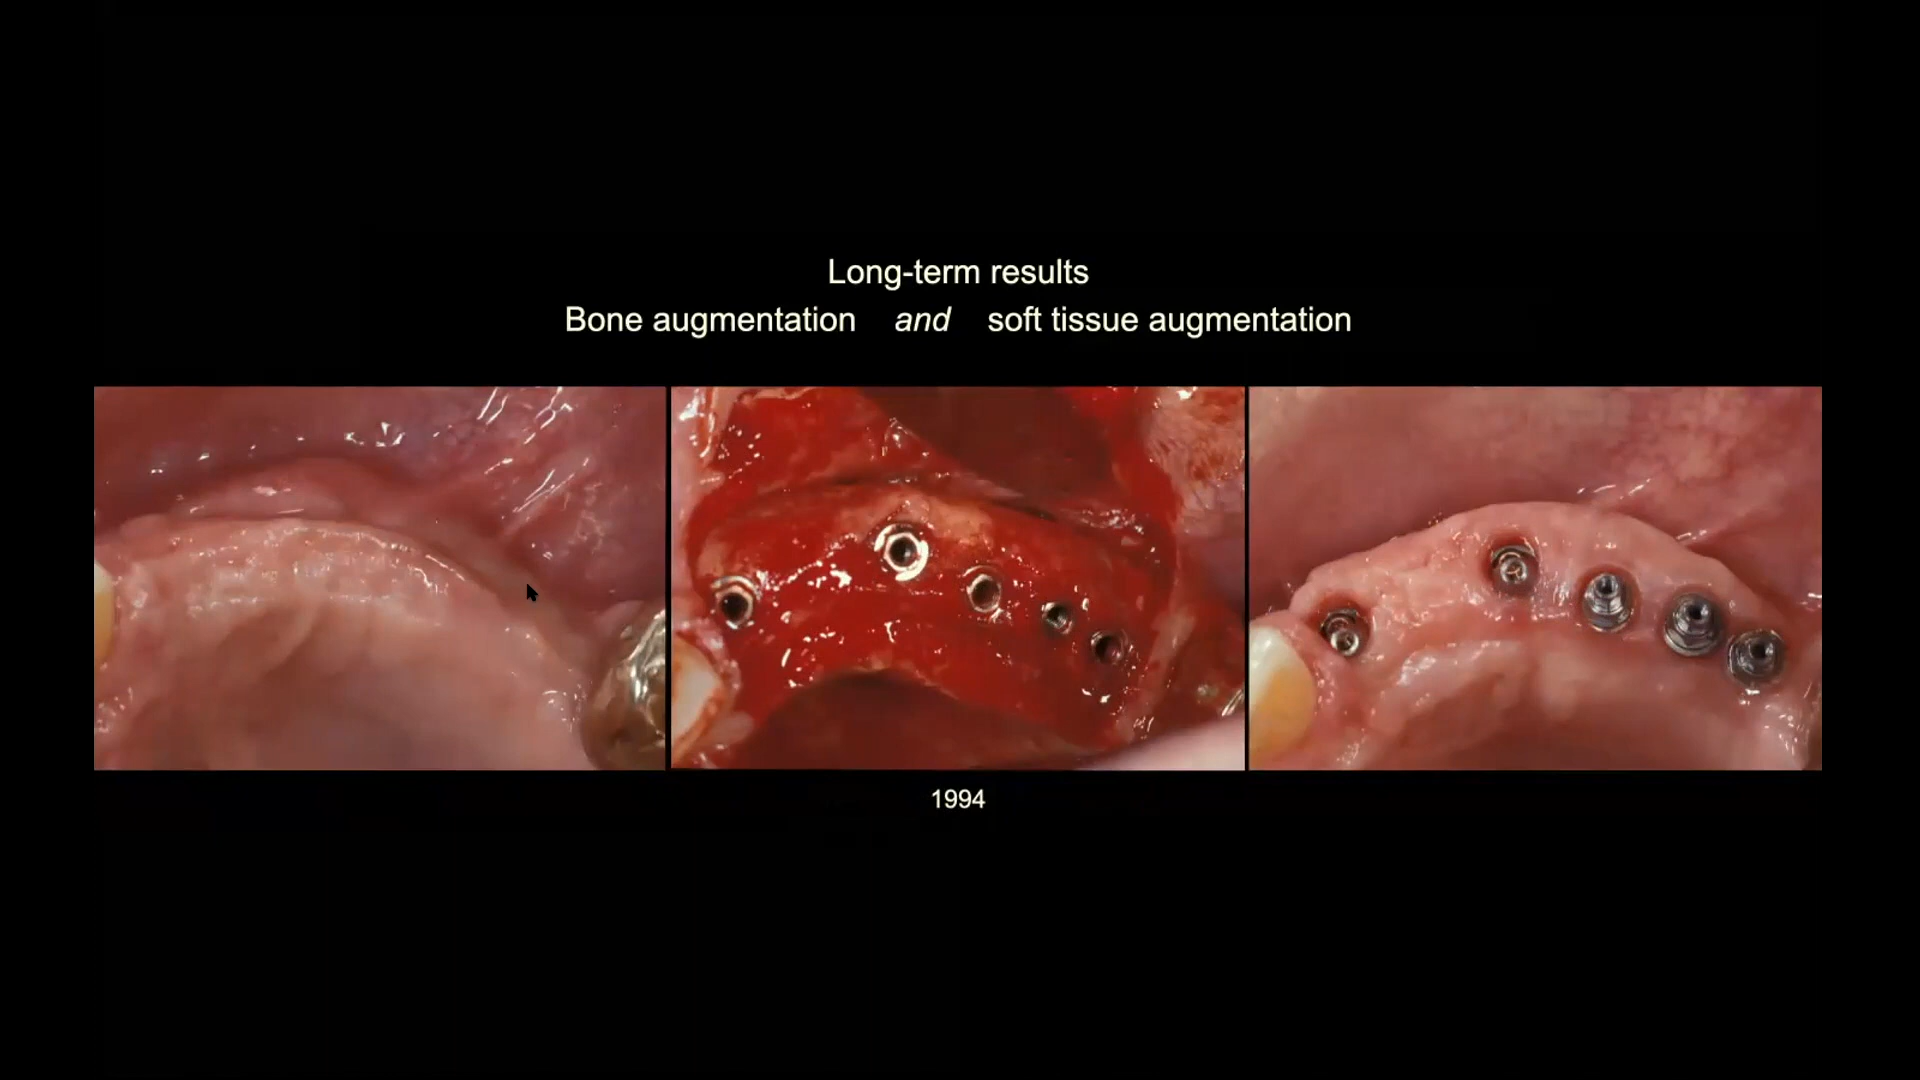 Long-term results
Bone augmentation and soft tissue augmentation
1994